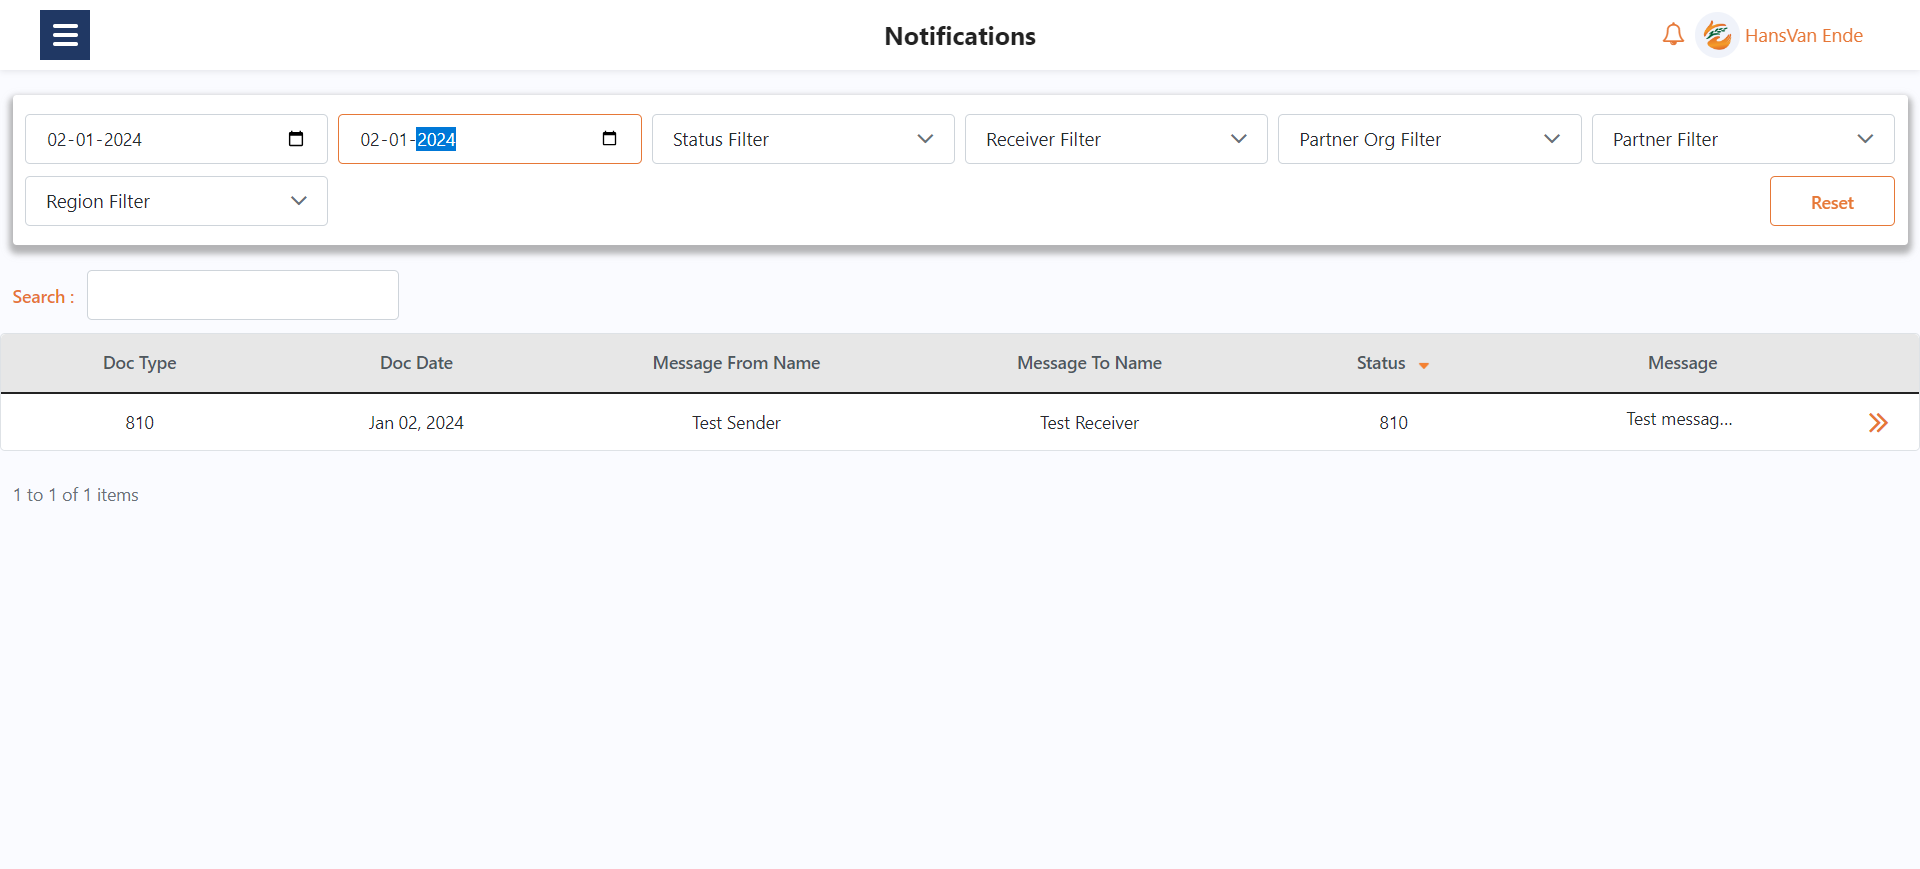 Notifications
HansVan Ende
02-01-2024
02-01-2024
Status Filter
Receiver Filter
Partner Org Filter
Partner Filter
Region Filter
Reset
Search :
Doc Type Doc Date Message From Name Message To Name Status Message
810 Jan 02, 2024 Test Sender Test Receiver 810 Test messag...
1 to 1 of 1 items